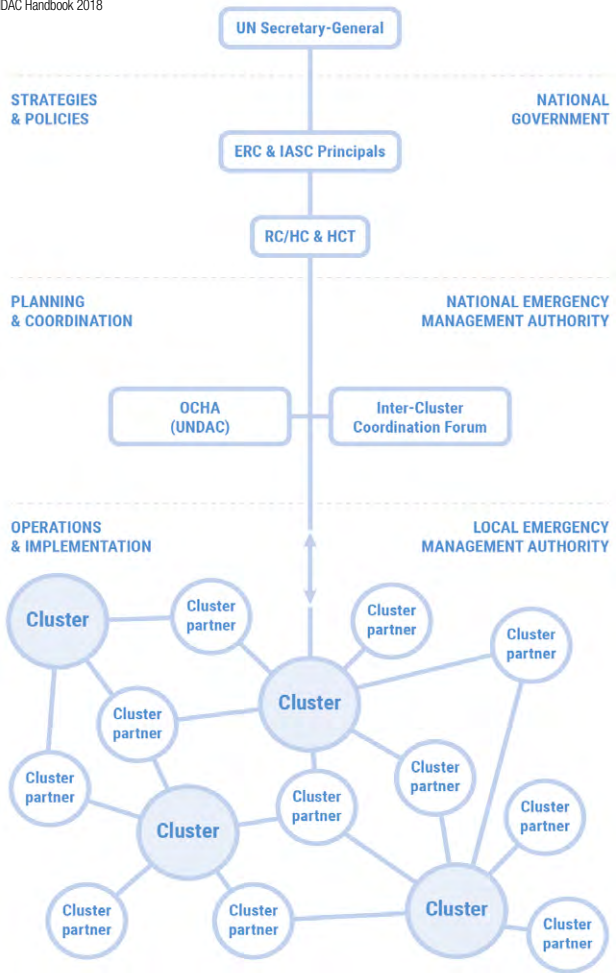 DAC Handbook 2018
UN Secretary-General
STRATEGIES
& POLICIES
NATIONAL
GOVERNMENT
ERC & IASC Principals
RC/HC & HCT
PLANNING
& COORDINATION
NATIONAL EMERGENCY
MANAGEMENT AUTHORITY
OCHA
(UNDAC)
Inter-Cluster
Coordination Forum
OPERATIONS
& IMPLEMENTATION
LOCAL EMERGENCY
MANAGEMENT AUTHORITY
Cluster
Cluster
partner
Cluster
partner
Cluster
partner
Cluster
Cluster
partner
Cluster
partner
Cluster
partner
Cluster
partner
Cluster
partner
Cluster
Cluster
Cluster
partner
Cluster
partner
Cluster
partner